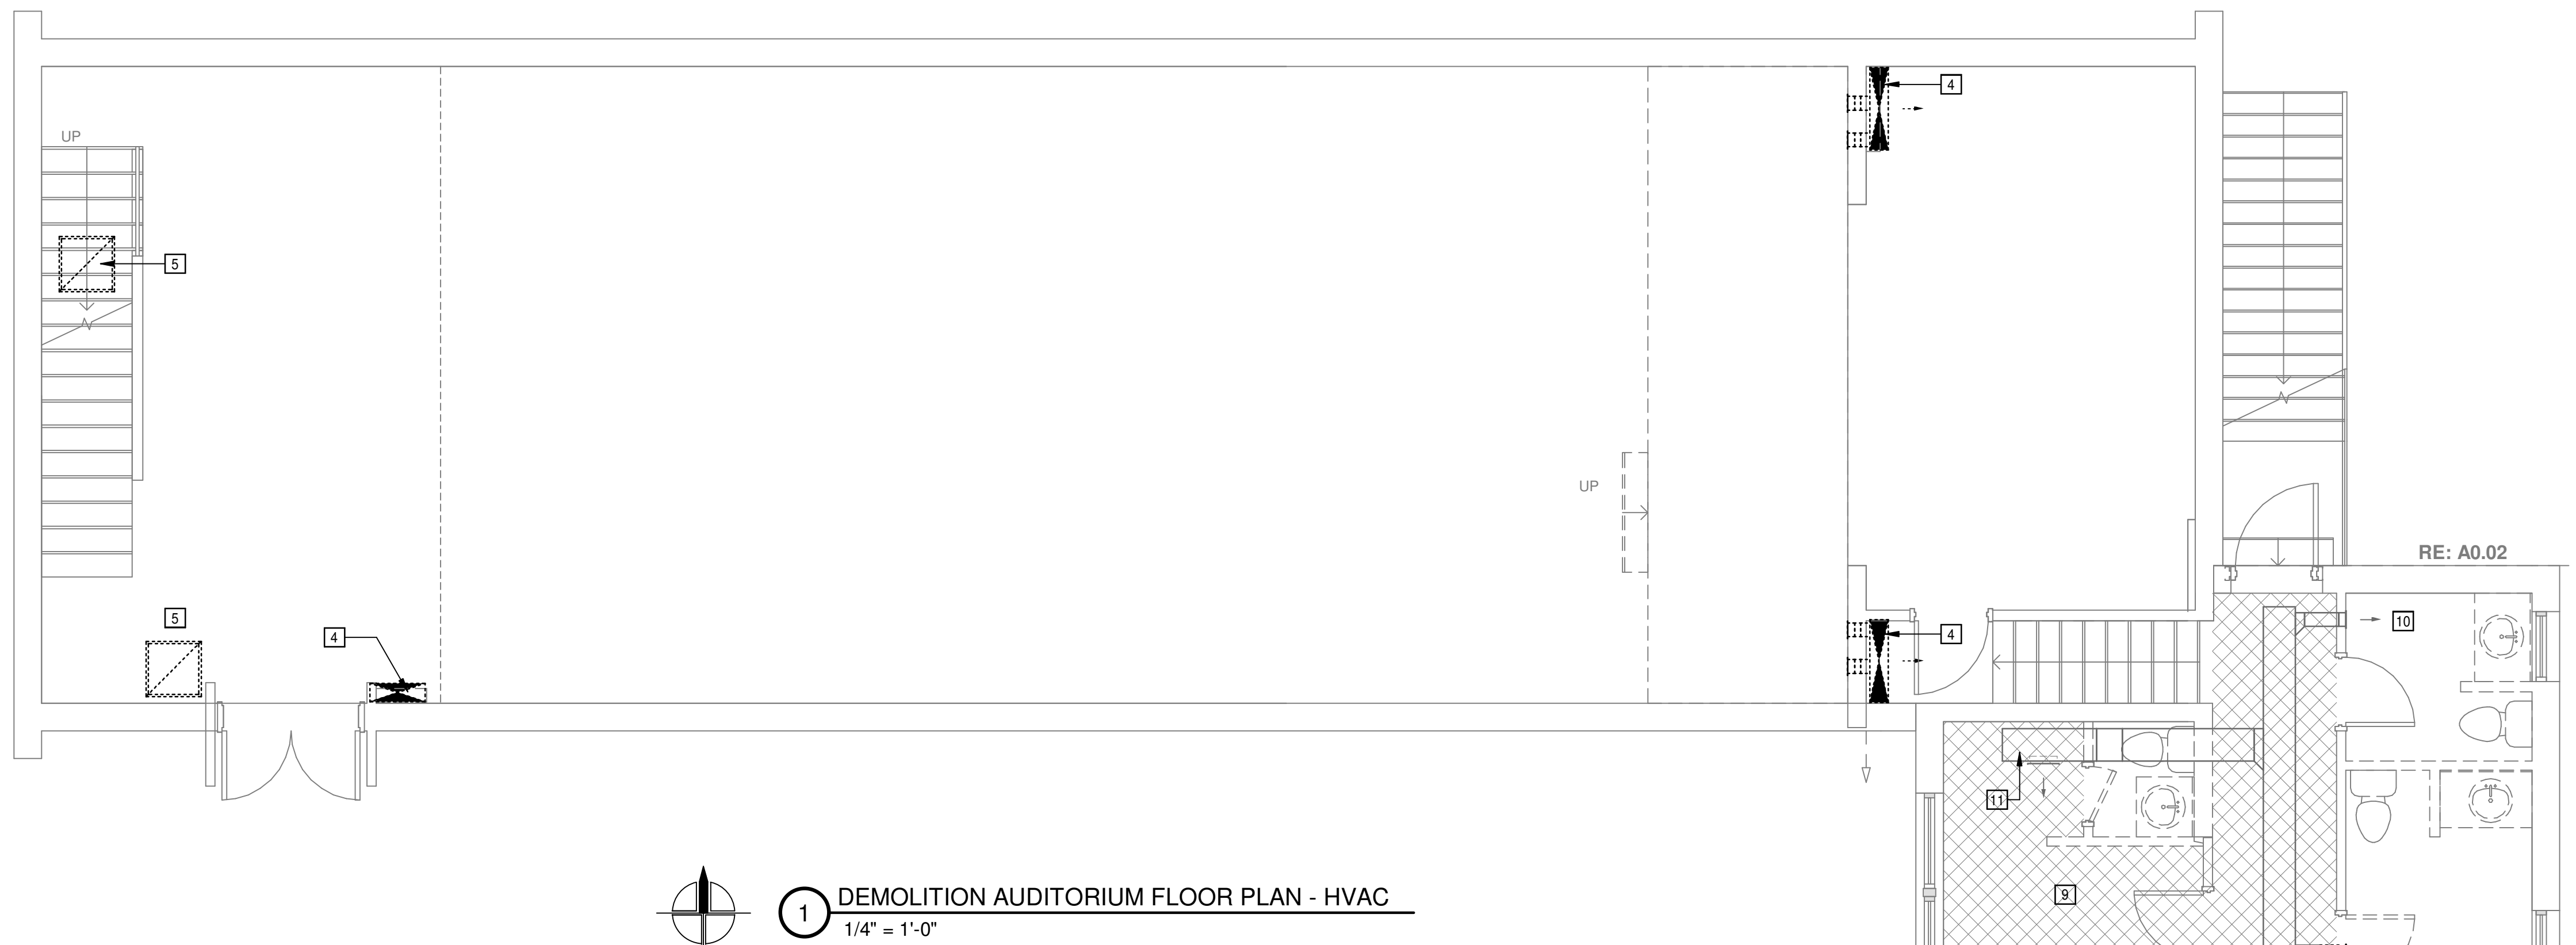 4
UP
5
UP
RE: A0.02
5
4
4
10
11
9
1
DEMOLITION AUDITORIUM FLOOR PLAN - HVAC
1/4" = 1'-0"